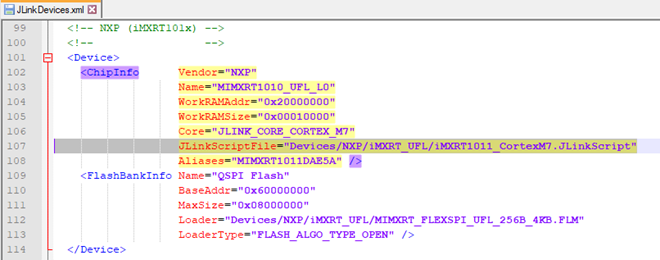 JLinkDevices.xml
99 <!-- NXP (iMXRT101x) -->
100 <!-- -->
101 <Device>
102 <ChipInfo Vendor="NXP"
103 Name="MIMXRT1010_UFL_L0"
104 WorkRAMAddr="0x20000000"
105 WorkRAMSize="0x00010000"
106 Core="JLINK_CORE_CORTEX_M7"
107 JLinkScriptFile="Devices/NXP/iMXRT_UFL/iMXRT1011_CortexM7.JLinkScript"
108 Aliases="MIMXRT1011DAE5A" />
109 <FlashBankInfo Name="QSPI Flash"
110 BaseAddr="0x60000000"
111 MaxSize="0x08000000"
112 Loader="Devices/NXP/iMXRT_UFL/MIMXRT_FLEXSPI_UFL_256B_4KB.FLM"
113 LoaderType="FLASH_ALGO_TYPE_OPEN" />
114 </Device>